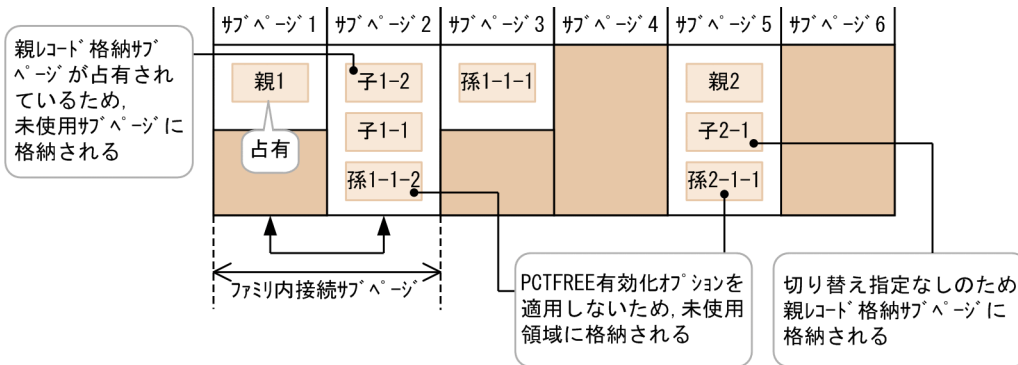 ｻﾌﾞﾍﾟｰｼﾞ1
ｻﾌﾞﾍﾟｰｼﾞ2
ｻﾌﾞﾍﾟｰｼﾞ3
ｻﾌﾞﾍﾟｰｼﾞ4
ｻﾌﾞﾍﾟｰｼﾞ5
ｻﾌﾞﾍﾟｰｼﾞ6
親ﾚｺｰﾄﾞ格納ｻﾌﾞ
ﾍﾟｰｼﾞが占有され
ているため,
未使用ｻﾌﾞﾍﾟｰｼﾞに
格納される
親1
占有
子1-2
子1-1
孫1-1-2
孫1-1-1
親2
子2-1
孫2-1-1
ﾌｧﾐﾘ内接続ｻﾌﾞﾍﾟｰｼﾞ
PCTFREE有効化ｵﾌﾟｼｮﾝを
適用しないため,未使用
領域に格納される
切り替え指定なしのため
親ﾚｺｰﾄﾞ格納ｻﾌﾞﾍﾟｰｼﾞに
格納される